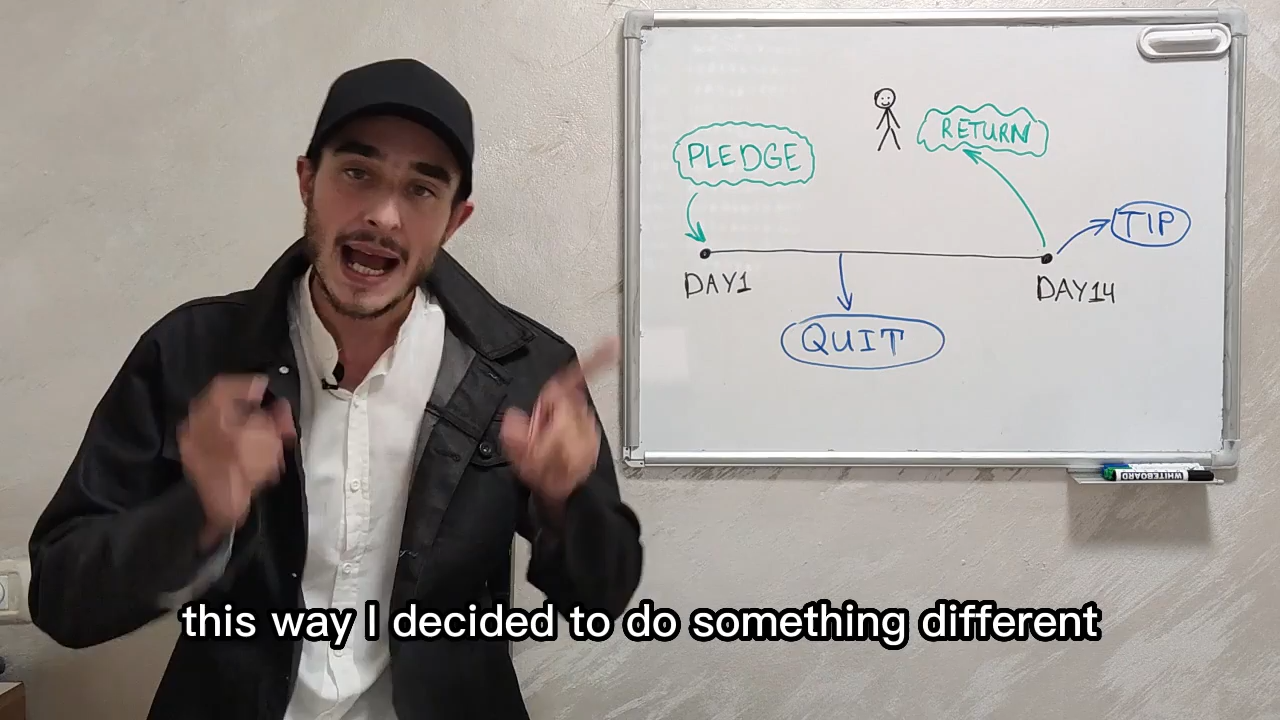 PLEDGE
RETURN
TIP
DAY1
DAY14
QUIT
WHITEBOARD
this way I decided to do something different